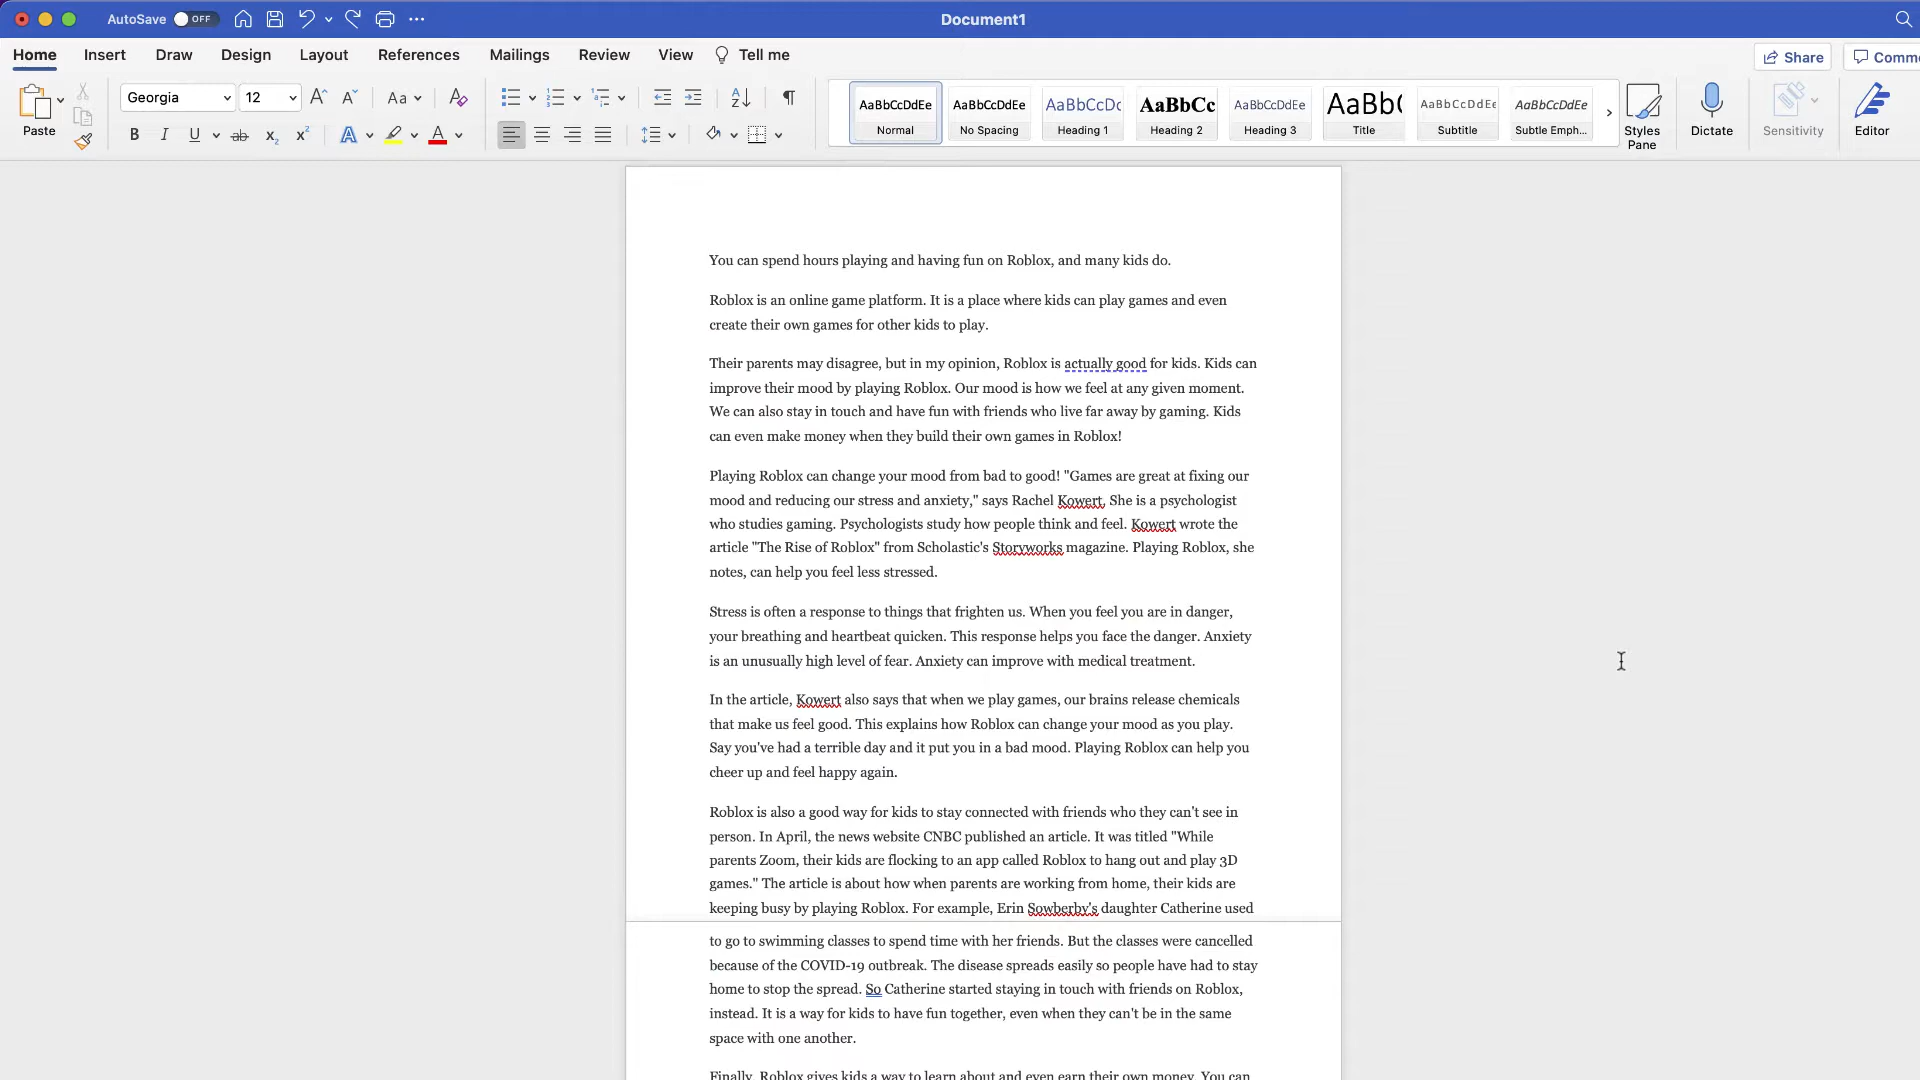 AutoSave OFF
Document1
Home Insert Draw Design Layout References Mailings Review View Tell me
Share
Paste
Georgia
12
Aa
AaBbCcDdEe
Normal
AaBbCcDdEe
No Spacing
Heading 1
AaBbCc
Heading 2
AaBbCcDdEe
Heading 3
Title
Subtitle
AaBbCcDdEe
Subtle Emph...
Styles
Pane
Dictate
Sensitivity
Editor
You can spend hours playing and having fun on Roblox, and many kids do.
Roblox is an online game platform. It is a place where kids can play games and even
create their own games for other kids to play.
Their parents may disagree, but in my opinion, Roblox is actually good for kids. Kids can
improve their mood by playing Roblox. Our mood is how we feel at any given moment.
We can also stay in touch and have fun with friends who live far away by gaming. Kids
can even make money when they build their own games in Roblox!
Playing Roblox can change your mood from bad to good! "Games are great at fixing our
mood and reducing our stress and anxiety," says Rachel Kowert. She is a psychologist
who studies gaming. Psychologists study how people think and feel. Kowert wrote the
article "The Rise of Roblox" from Scholastic's Storyworks magazine. Playing Roblox, she
notes, can help you feel less stressed.
Stress is often a response to things that frighten us. When you feel you are in danger,
your breathing and heartbeat quicken. This response helps you face the danger. Anxiety
is an unusually high level of fear. Anxiety can improve with medical treatment.
In the article, Kowert also says that when we play games, our brains release chemicals
that make us feel good. This explains how Roblox can change your mood as you play.
Say you've had a terrible day and it put you in a bad mood. Playing Roblox can help you
cheer up and feel happy again.
Roblox is also a good way for kids to stay connected with friends who they can't see in
person. In April, the news website CNBC published an article. It was titled "While
parents Zoom, their kids are flocking to an app called Roblox to hang out and play 3D
games." The article is about how when parents are working from home, their kids are
keeping busy by playing Roblox. For example, Erin Sowberby's daughter Catherine used
to go to swimming classes to spend time with her friends. But the classes were cancelled
because of the COVID-19 outbreak. The disease spreads easily so people have had to stay
home to stop the spread. So Catherine started staying in touch with friends on Roblox,
instead. It is a way for kids to have fun together, even when they can't be in the same
space with one another.
Finally, Roblox gives kids a way to learn about and even earn their own money. You can